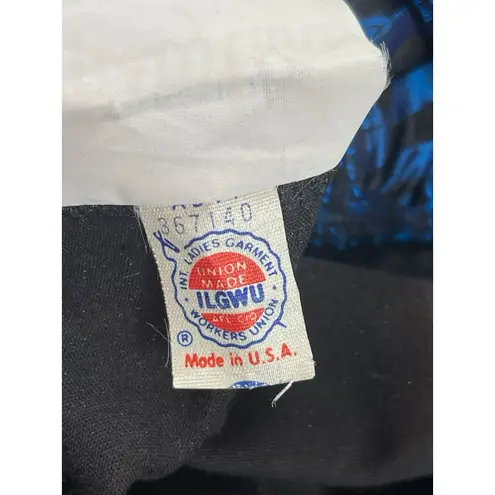 367140
INT. LADIES GARMENT
UNION
MADE
ILGWU
AFL CIO
WORKERS UNION
®
Made in U.S.A.